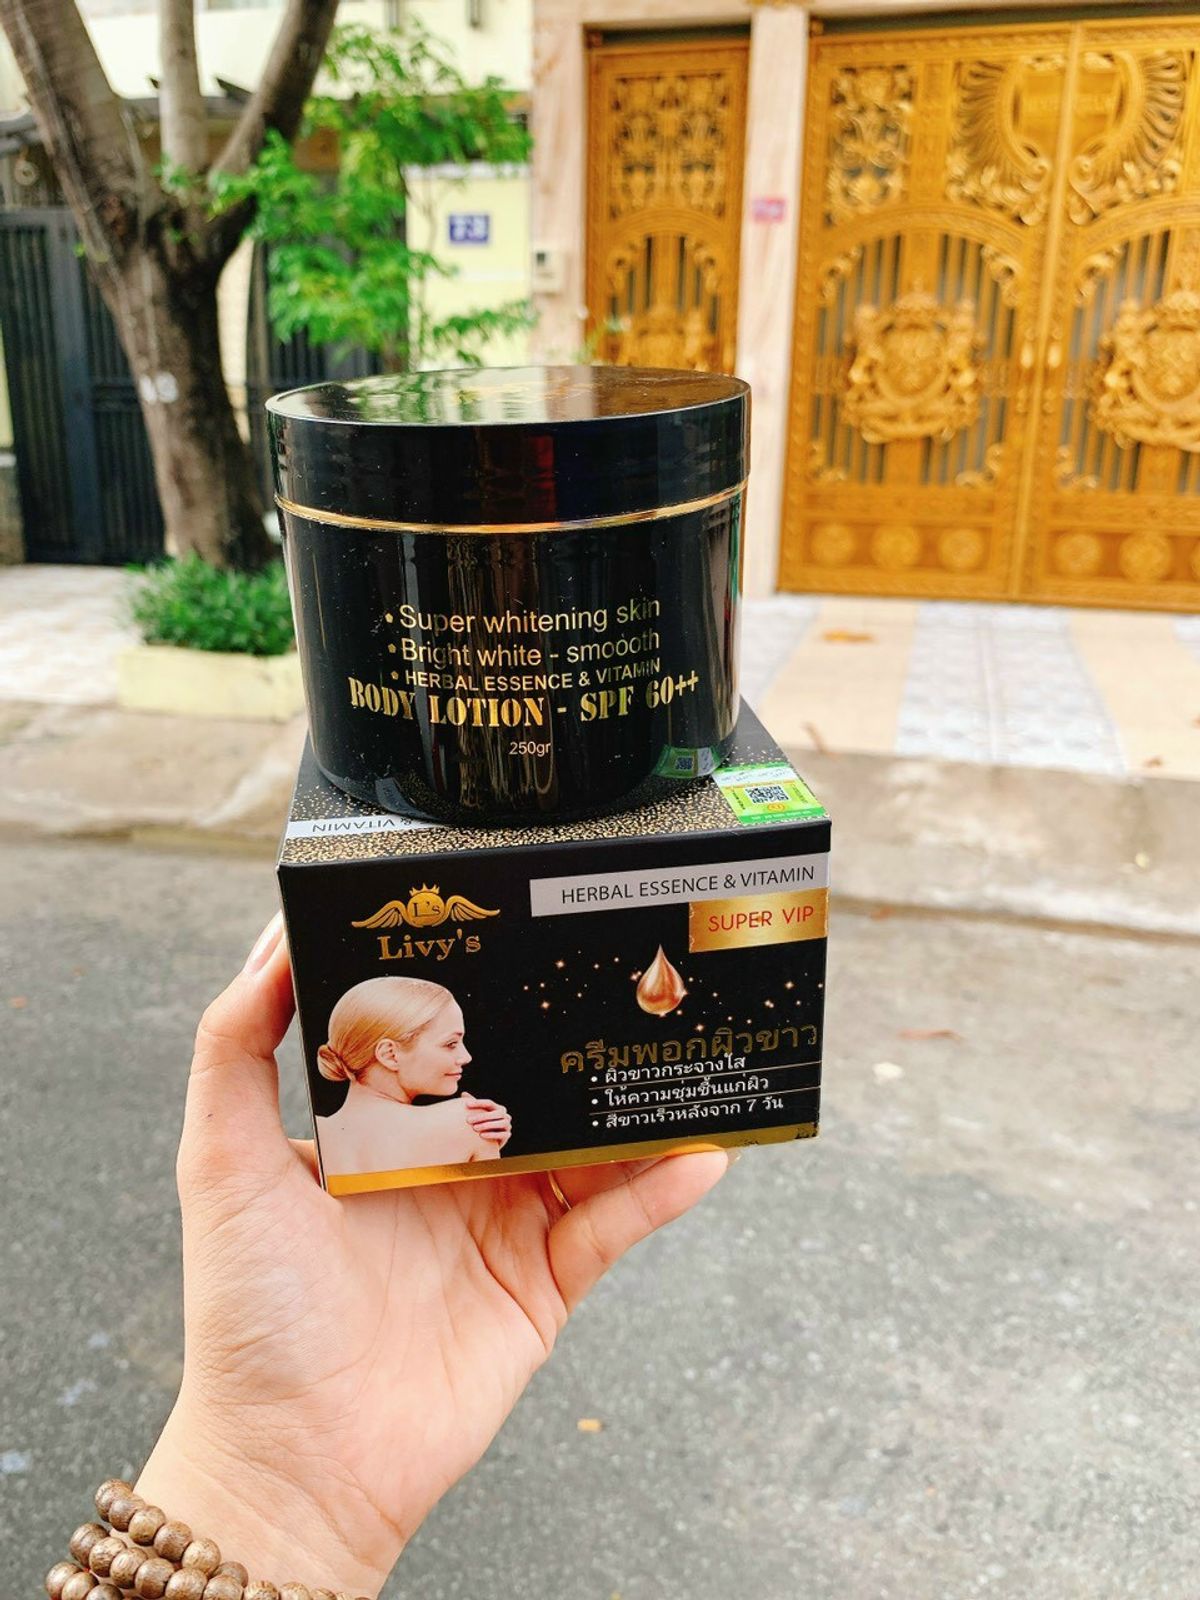 73
• Super whitening skin
• Bright white - smoooth
• HERBAL ESSENCE & VITAMIN
BODY LOTION - SPF 60++
250gr
& VITAMIN
HERBAL ESSENCE & VITAMIN
SUPER VIP
L's
Livy's
ครีมพอกผิวขาว
• ผิวขาวกระจ่างใส
• ให้ความชุ่มชื้นแก่ผิว
• สีขาวเร็วหลังจาก 7 วัน